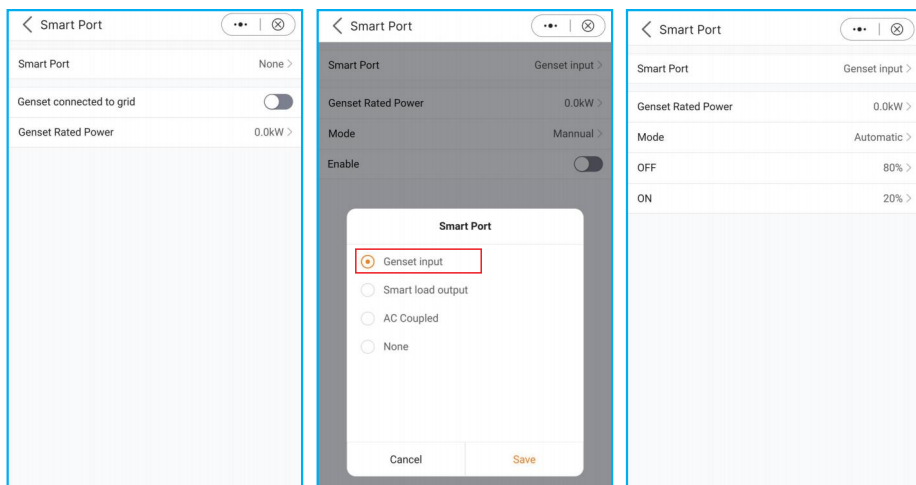 Smart Port
Smart Port None
Genset connected to grid
Genset Rated Power 0.0kW
Smart Port
Smart Port Genset input
Genset Rated Power 0.0kW
Mode Mannual
Enable
Smart Port
Genset input
Smart load output
AC Coupled
None
Cancel Save
Smart Port
Smart Port Genset input
Genset Rated Power 0.0kW
Mode Automatic
OFF 80%
ON 20%